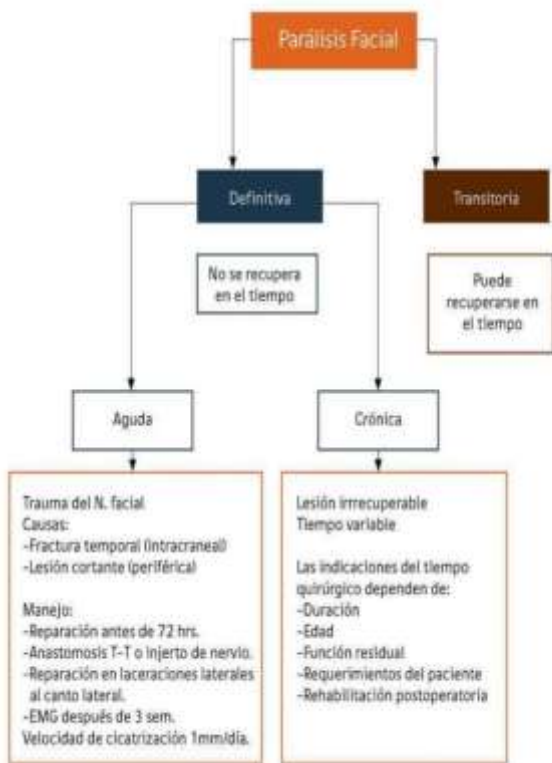 Parálisis Facial
Definitiva
Transitoria
No se recupera
en el tiempo
Puede
recuperarse en
el tiempo
Aguda
Crónica
Trauma del N. facial
Causas:
-Fractura temporal (intracraneal)
-Lesión cortante (periférica)
Manejo:
-Reparación antes de 72 hrs.
-Anastomosis T-T o injerto de nervio.
-Reparación en laceraciones laterales
al canto lateral.
-EMG después de 3 sem.
Velocidad de cicatrización 1mm/día.
Lesión irrrecuperable
Tiempo variable
Las indicaciones del tiempo
quirúrgico dependen de:
-Duración
-Edad
-Función residual
-Requerimientos del paciente
-Rehabilitación postoperatoria